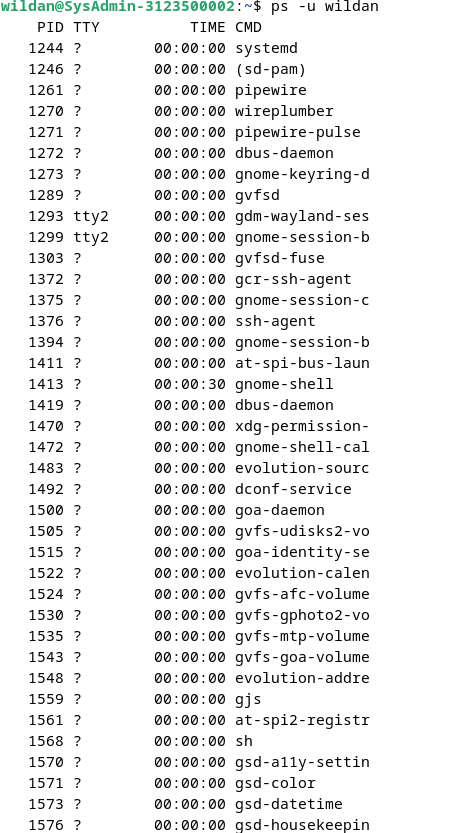 wildan@SysAdmin-3123500002:~$ ps -u wildan
PID TTY TIME CMD
1244 ? 00:00:00 systemd
1246 ? 00:00:00 (sd-pam)
1261 ? 00:00:00 pipewire
1270 ? 00:00:00 wireplumber
1271 ? 00:00:00 pipewire-pulse
1272 ? 00:00:00 dbus-daemon
1273 ? 00:00:00 gnome-keyring-d
1289 ? 00:00:00 gvfsd
1293 tty2 00:00:00 gdm-wayland-ses
1299 tty2 00:00:00 gnome-session-b
1303 ? 00:00:00 gvfsd-fuse
1372 ? 00:00:00 gcr-ssh-agent
1375 ? 00:00:00 gnome-session-c
1376 ? 00:00:00 ssh-agent
1394 ? 00:00:00 gnome-session-b
1411 ? 00:00:00 at-spi-bus-laun
1413 ? 00:00:30 gnome-shell
1419 ? 00:00:00 dbus-daemon
1470 ? 00:00:00 xdg-permission-
1472 ? 00:00:00 gnome-shell-cal
1483 ? 00:00:00 evolution-sourc
1492 ? 00:00:00 dconf-service
1500 ? 00:00:00 goa-daemon
1505 ? 00:00:00 gvfs-udisks2-vo
1515 ? 00:00:00 goa-identity-se
1522 ? 00:00:00 evolution-calen
1524 ? 00:00:00 gvfs-afc-volume
1530 ? 00:00:00 gvfs-gphoto2-vo
1535 ? 00:00:00 gvfs-mtp-volume
1543 ? 00:00:00 gvfs-goa-volume
1548 ? 00:00:00 evolution-addre
1559 ? 00:00:00 gjs
1561 ? 00:00:00 at-spi2-registr
1568 ? 00:00:00 sh
1570 ? 00:00:00 gsd-a11y-settin
1571 ? 00:00:00 gsd-color
1573 ? 00:00:00 gsd-datetime
1576 ? 00:00:00 gsd-housekeepin